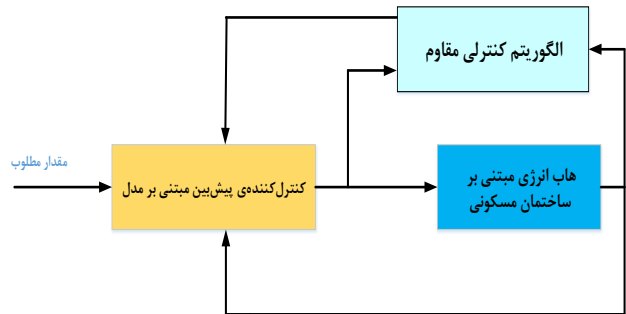 الگوریتم کنترلی مقاوم
مقدار مطلوب
کنترل‌کننده‌ی پیش‌بین مبتنی بر مدل
هاب انرژی مبتنی بر
ساختمان مسکونی